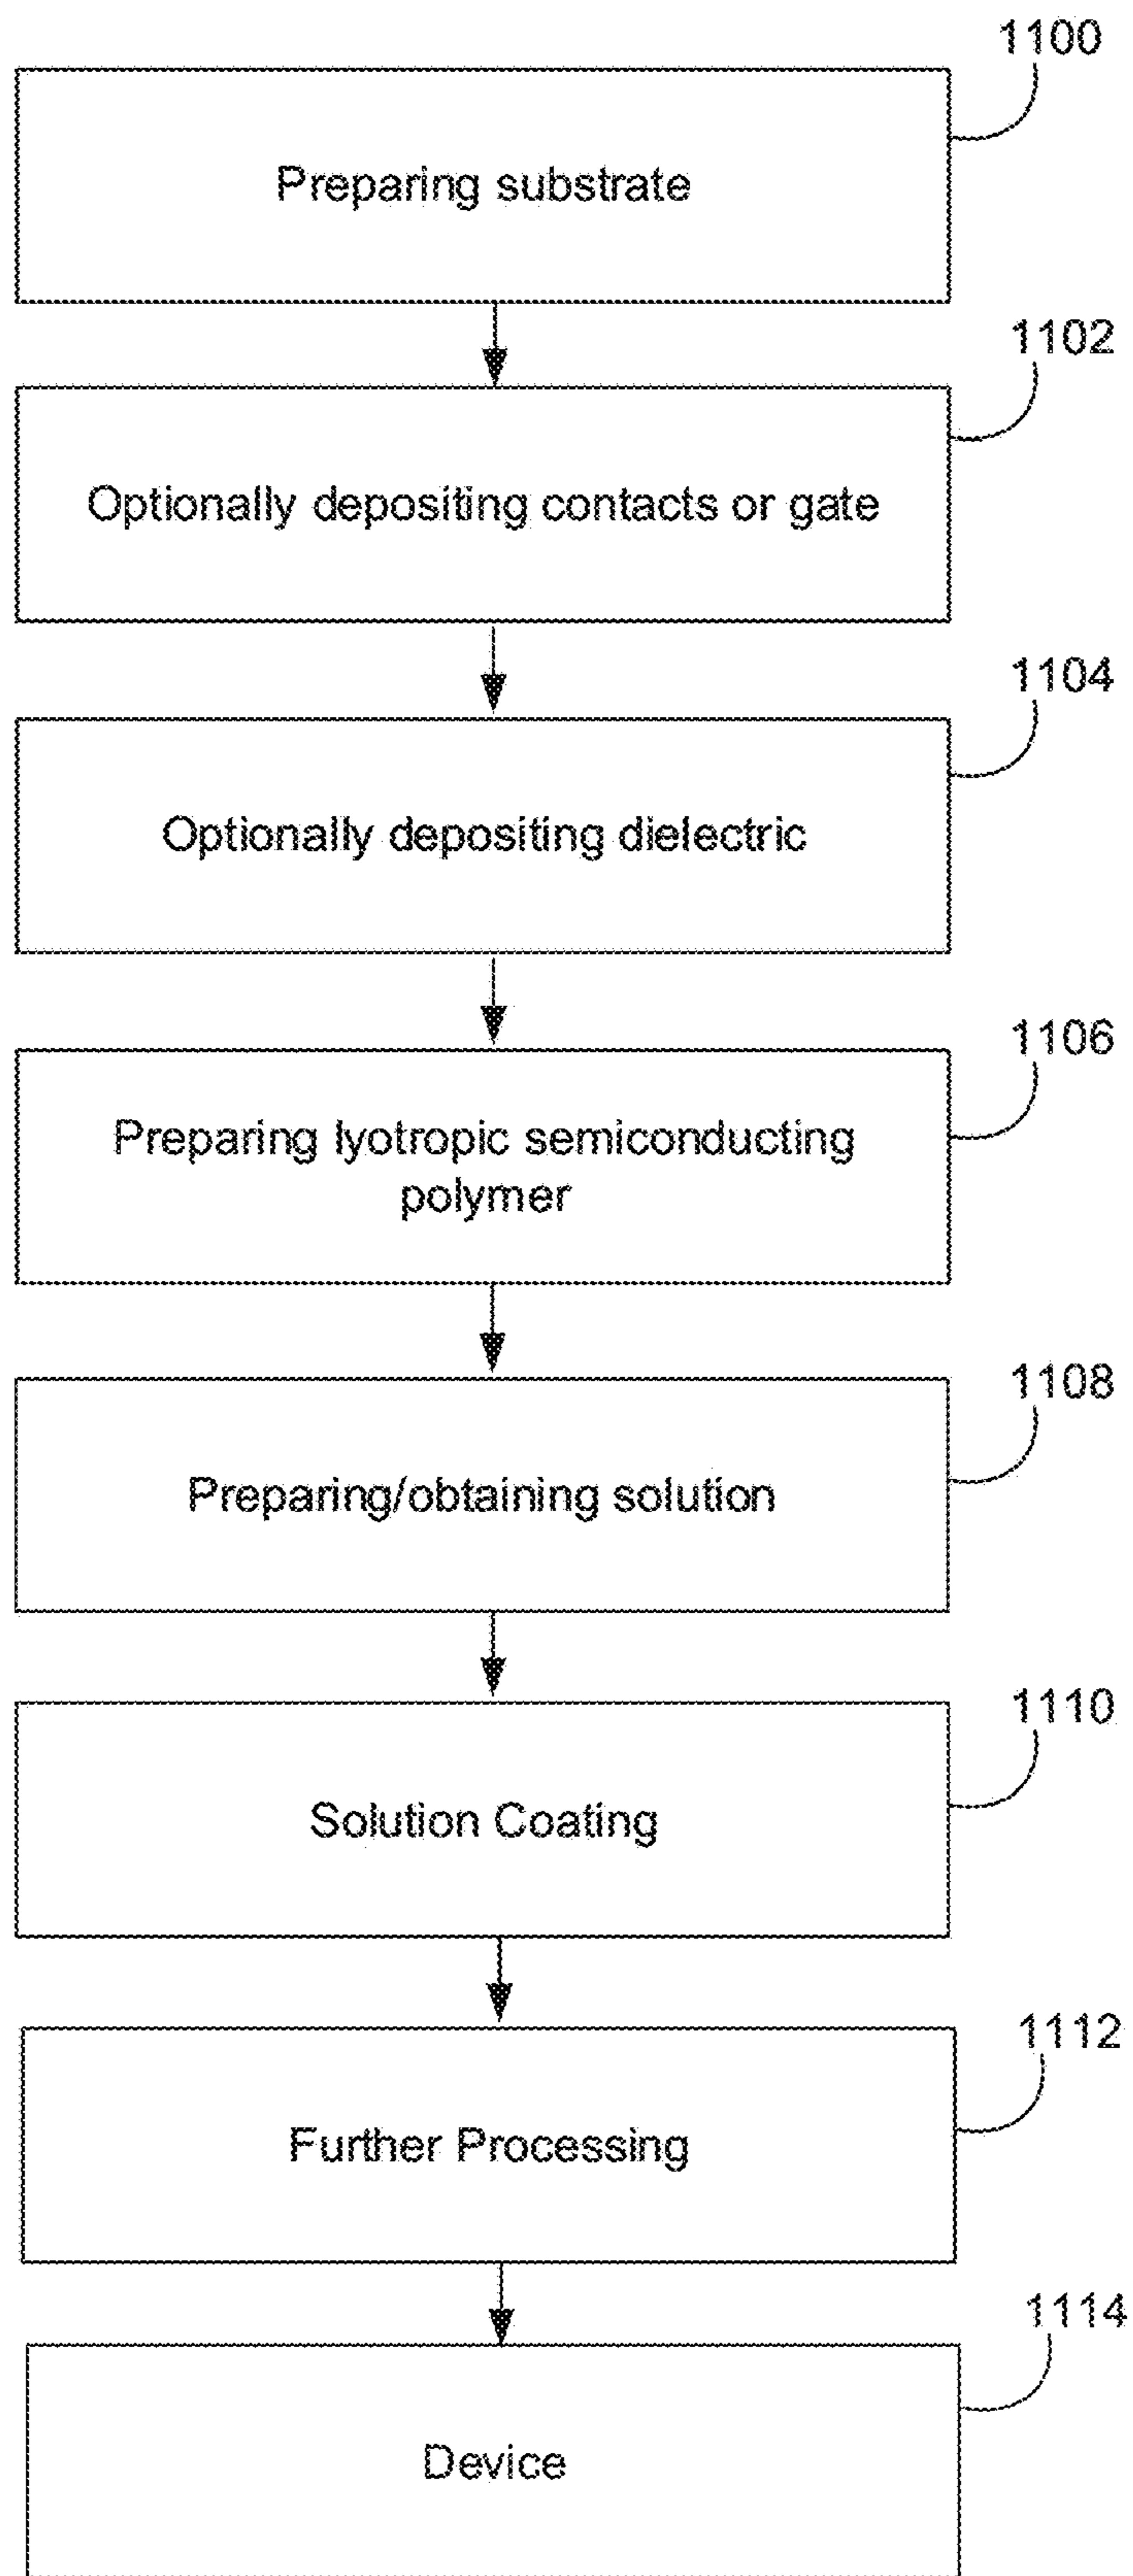 1100
Preparing substrate
1102
Optionally depositing contacts or gate
1104
Optionally depositing dielectric
1106
Preparing lyotropic semiconducting
polymer
1108
Preparing/obtaining solution
1110
Solution Coating
1112
Further Processing
1114
Device